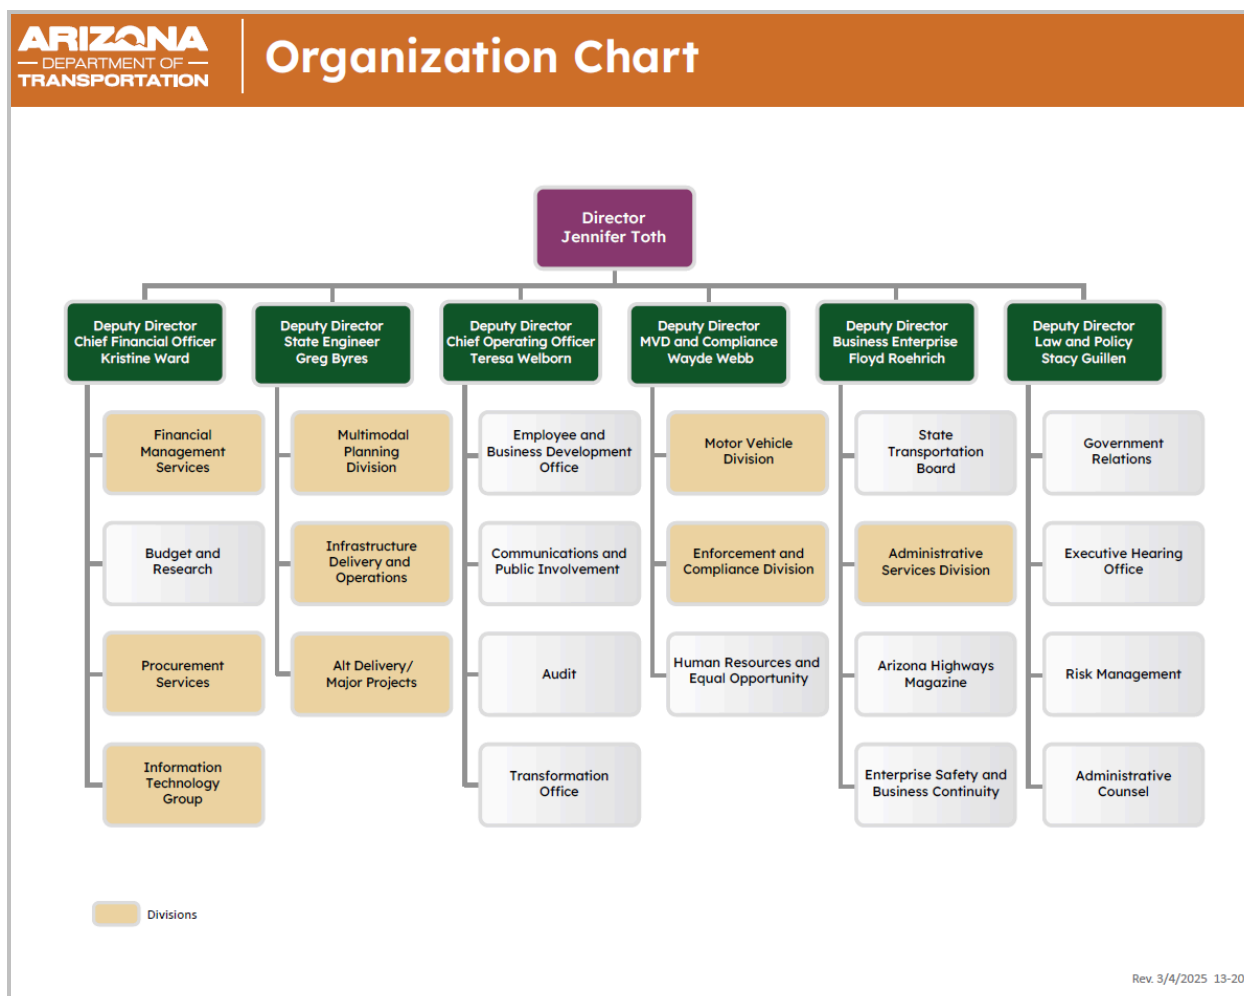 ARIZONA
DEPARTMENT OF
TRANSPORTATION
Organization Chart
Director
Jennifer Toth
Deputy Director
Chief Financial Officer
Kristine Ward
Deputy Director
State Engineer
Greg Byres
Deputy Director
Chief Operating Officer
Teresa Welborn
Deputy Director
MVD and Compliance
Wayde Webb
Deputy Director
Business Enterprise
Floyd Roehrich
Deputy Director
Law and Policy
Stacy Guillen
Financial
Management
Services
Multimodal
Planning
Division
Employee and
Business Development
Office
Motor Vehicle
Division
State
Transportation
Board
Government
Relations
Budget and
Research
Infrastructure
Delivery and
Operations
Communications and
Public Involvement
Enforcement and
Compliance Division
Administrative
Services Division
Executive Hearing
Office
Procurement
Services
Alt Delivery/
Major Projects
Audit
Human Resources and
Equal Opportunity
Arizona Highways
Magazine
Risk Management
Information
Technology
Group
Transformation
Office
Enterprise Safety and
Business Continuity
Administrative
Counsel
Divisions
Rev. 3/4/2025 13-20